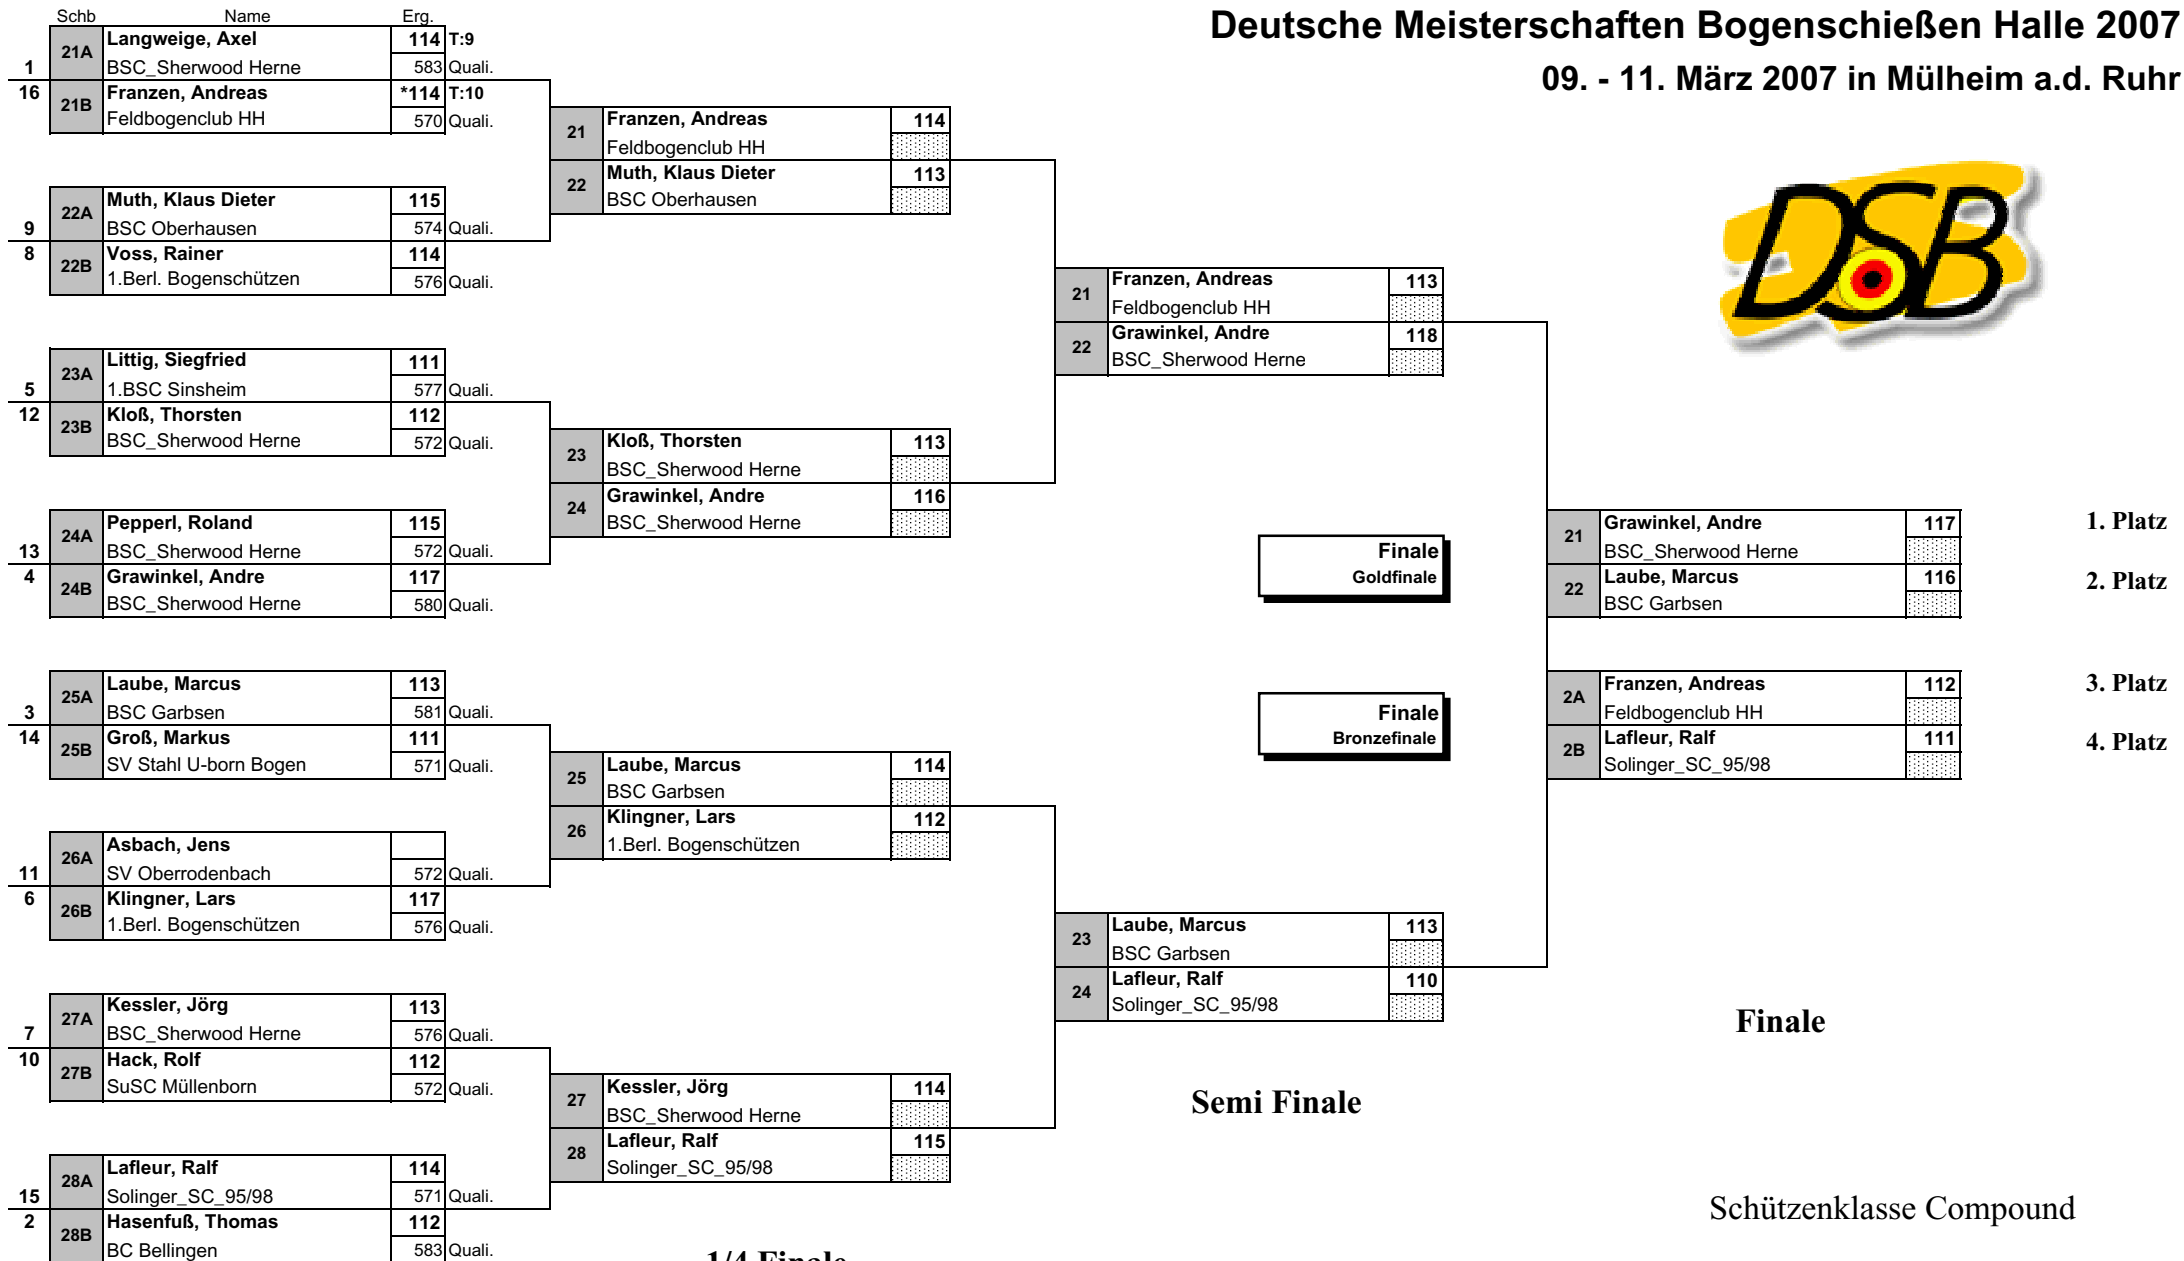 Deutsche Meisterschaften Bogenschießen Halle 2007
09. - 11. März 2007 in Mülheim a.d. Ruhr
DSB
Schb Name Erg.
21A Langweige, Axel 114 T:9
1 BSC_Sherwood Herne 583 Quali.
16 21B Franzen, Andreas *114 T:10
Feldbogenclub HH 570 Quali.
22A Muth, Klaus Dieter 115
9 BSC Oberhausen 574 Quali.
8 22B Voss, Rainer 114
1.Berl. Bogenschützen 576 Quali.
23A Littig, Siegfried 111
5 1.BSC Sinsheim 577 Quali.
12 23B Kloß, Thorsten 112
BSC_Sherwood Herne 572 Quali.
24A Pepperl, Roland 115
13 BSC_Sherwood Herne 572 Quali.
4 24B Grawinkel, Andre 117
BSC_Sherwood Herne 580 Quali.
25A Laube, Marcus 113
3 BSC Garbsen 581 Quali.
14 25B Groß, Markus 111
SV Stahl U-born Bogen 571 Quali.
26A Asbach, Jens
11 SV Oberrodenbach 572 Quali.
6 26B Klingner, Lars 117
1.Berl. Bogenschützen 576 Quali.
27A Kessler, Jörg 113
7 BSC_Sherwood Herne 576 Quali.
10 27B Hack, Rolf 112
SuSC Müllenborn 572 Quali.
28A Lafleur, Ralf 114
15 Solinger_SC_95/98 571 Quali.
2 28B Hasenfuß, Thomas 112
BC Bellingen 583 Quali.
21 Franzen, Andreas 114
Feldbogenclub HH
22 Muth, Klaus Dieter 113
BSC Oberhausen
23 Kloß, Thorsten 113
BSC_Sherwood Herne
24 Grawinkel, Andre 116
BSC_Sherwood Herne
25 Laube, Marcus 114
BSC Garbsen
26 Klingner, Lars 112
1.Berl. Bogenschützen
27 Kessler, Jörg 114
BSC_Sherwood Herne
28 Lafleur, Ralf 115
Solinger_SC_95/98
1/4 Finale
21 Franzen, Andreas 113
Feldbogenclub HH
22 Grawinkel, Andre 118
BSC_Sherwood Herne
23 Laube, Marcus 113
BSC Garbsen
24 Lafleur, Ralf 110
Solinger_SC_95/98
Semi Finale
Finale
Goldfinale
21 Grawinkel, Andre 117 1. Platz
BSC_Sherwood Herne
22 Laube, Marcus 116 2. Platz
BSC Garbsen
Finale
Bronzefinale
2A Franzen, Andreas 112 3. Platz
Feldbogenclub HH
2B Lafleur, Ralf 111 4. Platz
Solinger_SC_95/98
Finale
Schützenklasse Compound